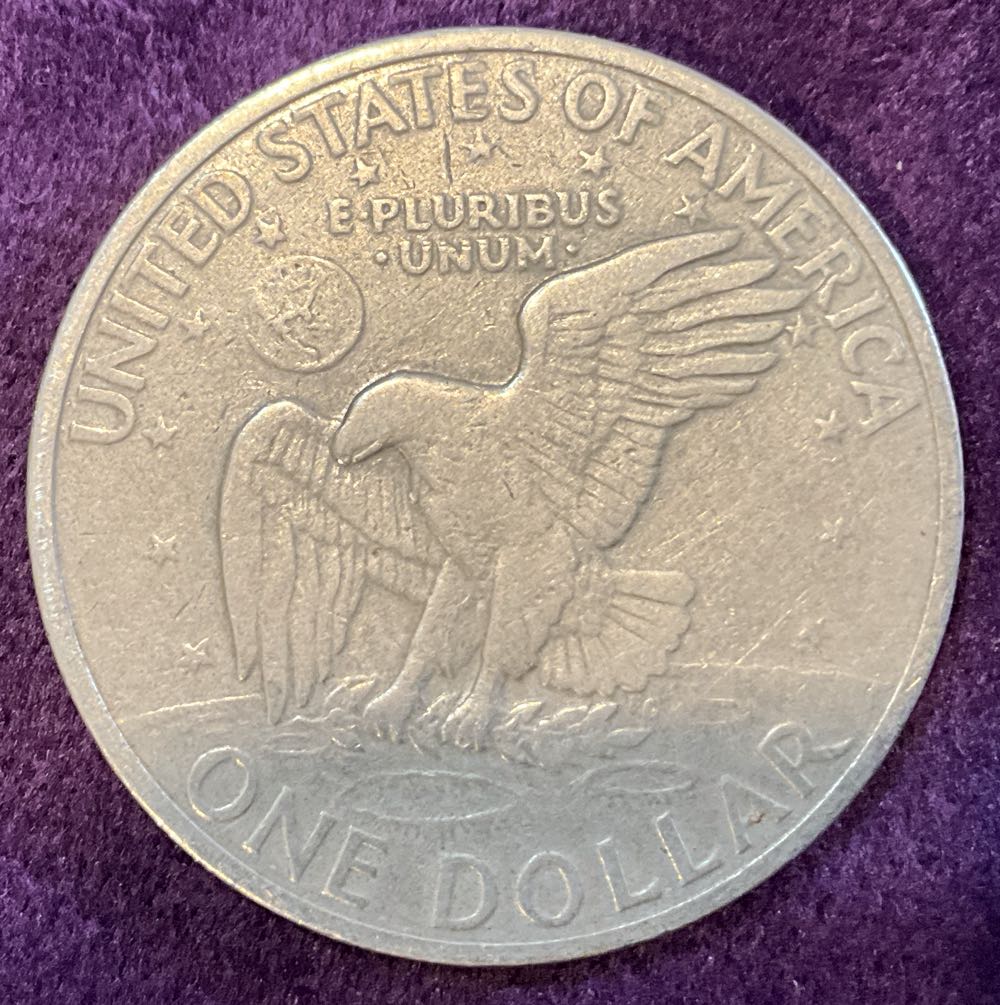 UNITED STATES OF AMERICA
E·PLURIBUS
·UNUM·
ONE DOLLAR